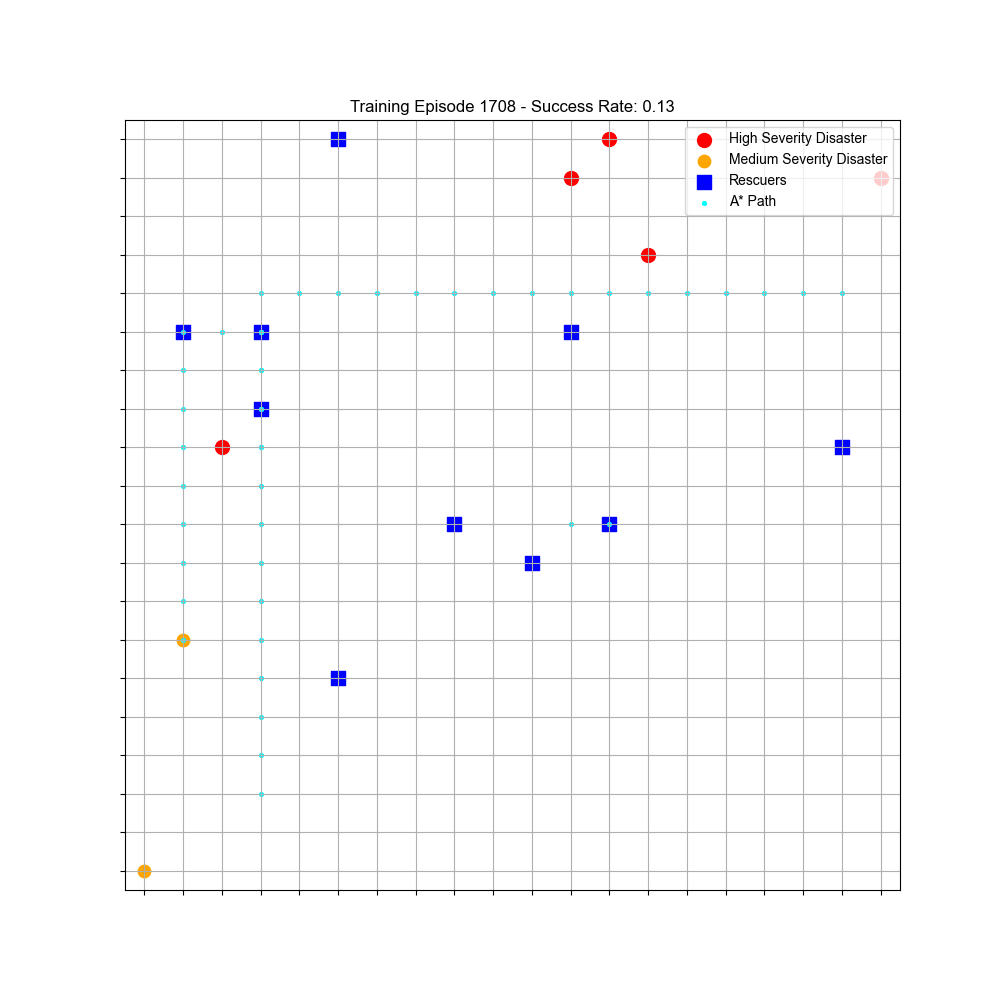 Training Episode 1708 - Success Rate: 0.13
High Severity Disaster
Medium Severity Disaster
Rescuers
A* Path